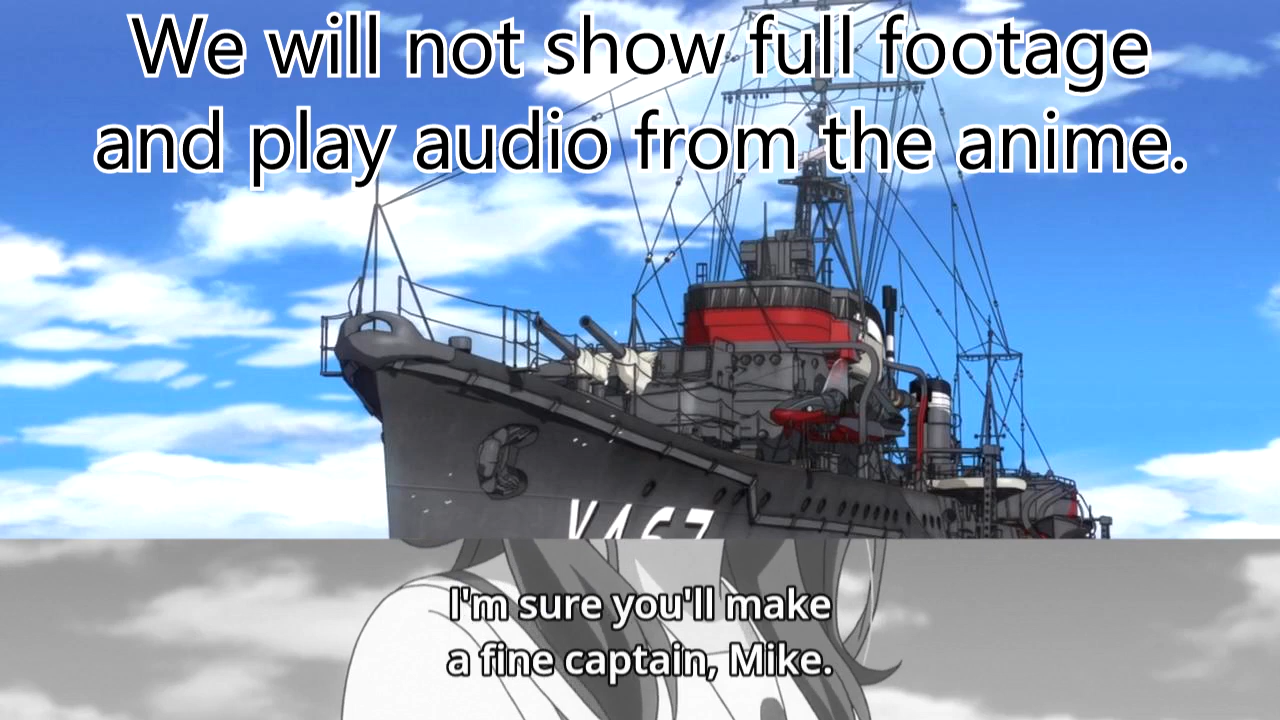 We will not show full footage
and play audio from the anime.
Y467
I'm sure you'll make
a fine captain, Mike.